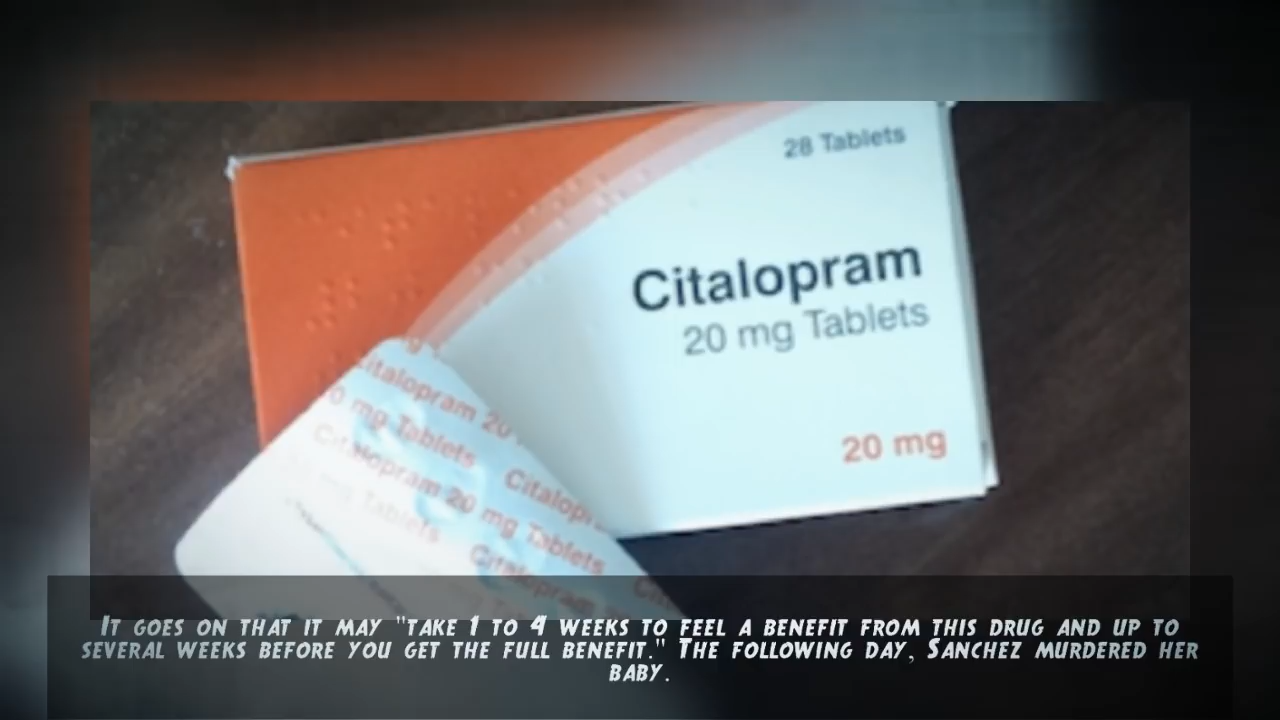 28 Tablets
Citalopram
20 mg Tablets
20 mg
Citalopram 20
mg Tablets
Citalopram 20 mg Tablets
mg Tablets
IT GOES ON THAT IT MAY "TAKE 1 TO 4 WEEKS TO FEEL A BENEFIT FROM THIS DRUG AND UP TO
SEVERAL WEEKS BEFORE YOU GET THE FULL BENEFIT." THE FOLLOWING DAY, SANCHEZ MURDERED HER
BABY.